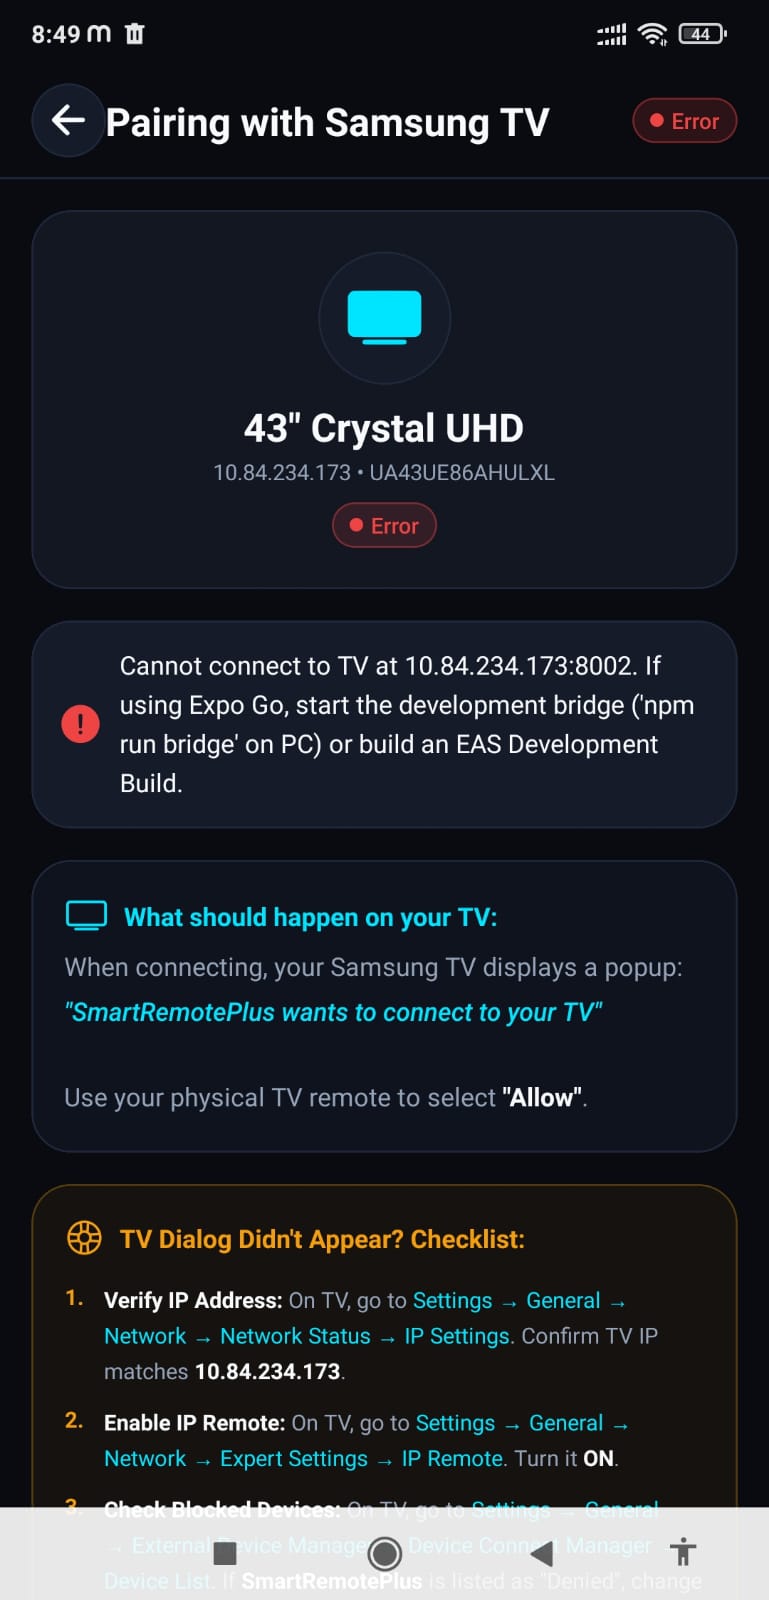 8:49 m
44
Pairing with Samsung TV
Error
43" Crystal UHD
10.84.234.173 • UA43UE86AHULXL
Error
Cannot connect to TV at 10.84.234.173:8002. If
using Expo Go, start the development bridge ('npm
run bridge' on PC) or build an EAS Development
Build.
What should happen on your TV:
When connecting, your Samsung TV displays a popup:
"SmartRemotePlus wants to connect to your TV"
Use your physical TV remote to select "Allow".
TV Dialog Didn't Appear? Checklist:
1. Verify IP Address: On TV, go to Settings → General →
Network → Network Status → IP Settings. Confirm TV IP
matches 10.84.234.173.
2. Enable IP Remote: On TV, go to Settings → General →
Network → Expert Settings → IP Remote. Turn it ON.
3. Check Blocked Devices: On TV, go to Settings → General
→ External Device Manager Device Connect Manager
Device List. If SmartRemotePlus is listed as "Denied", change